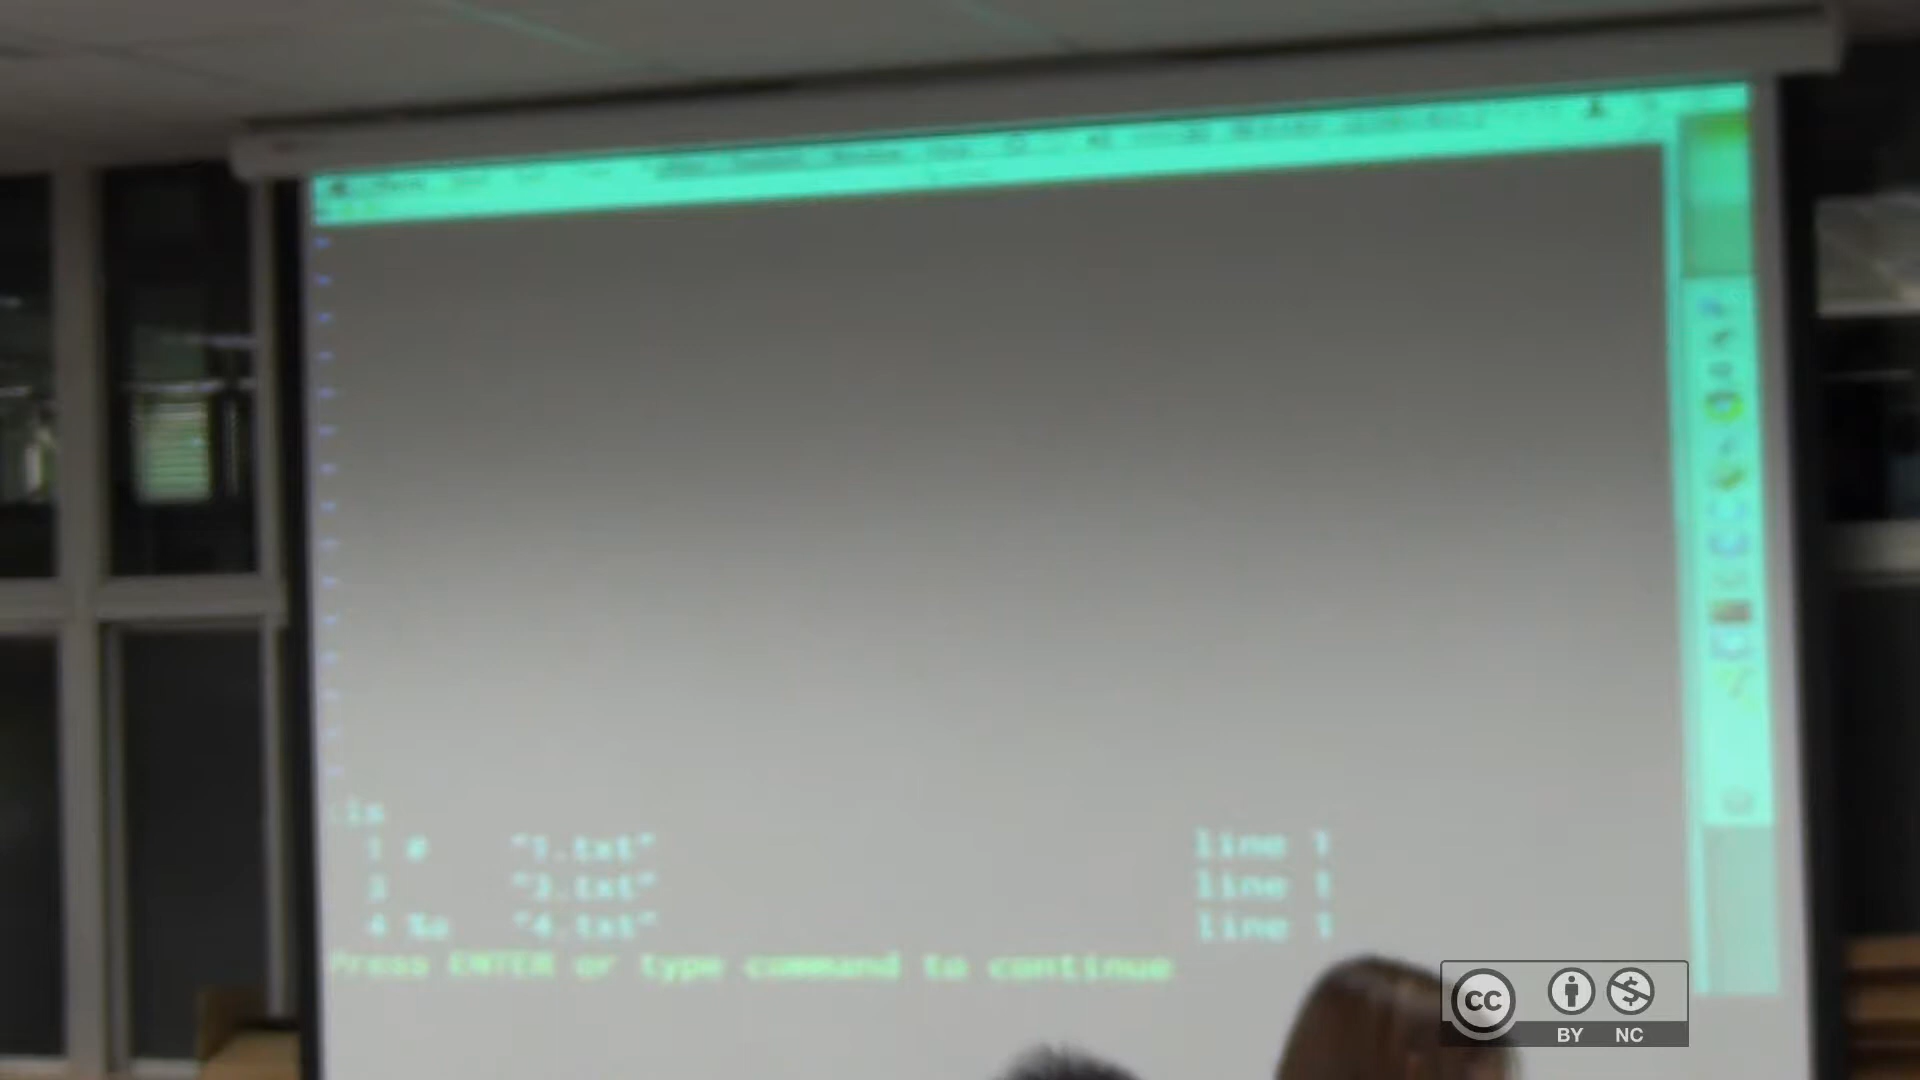 :ls
1 # "1.txt" line 1
3 "3.txt" line 1
4 %a "4.txt" line 1
Press ENTER or type command to continue
CC BY NC